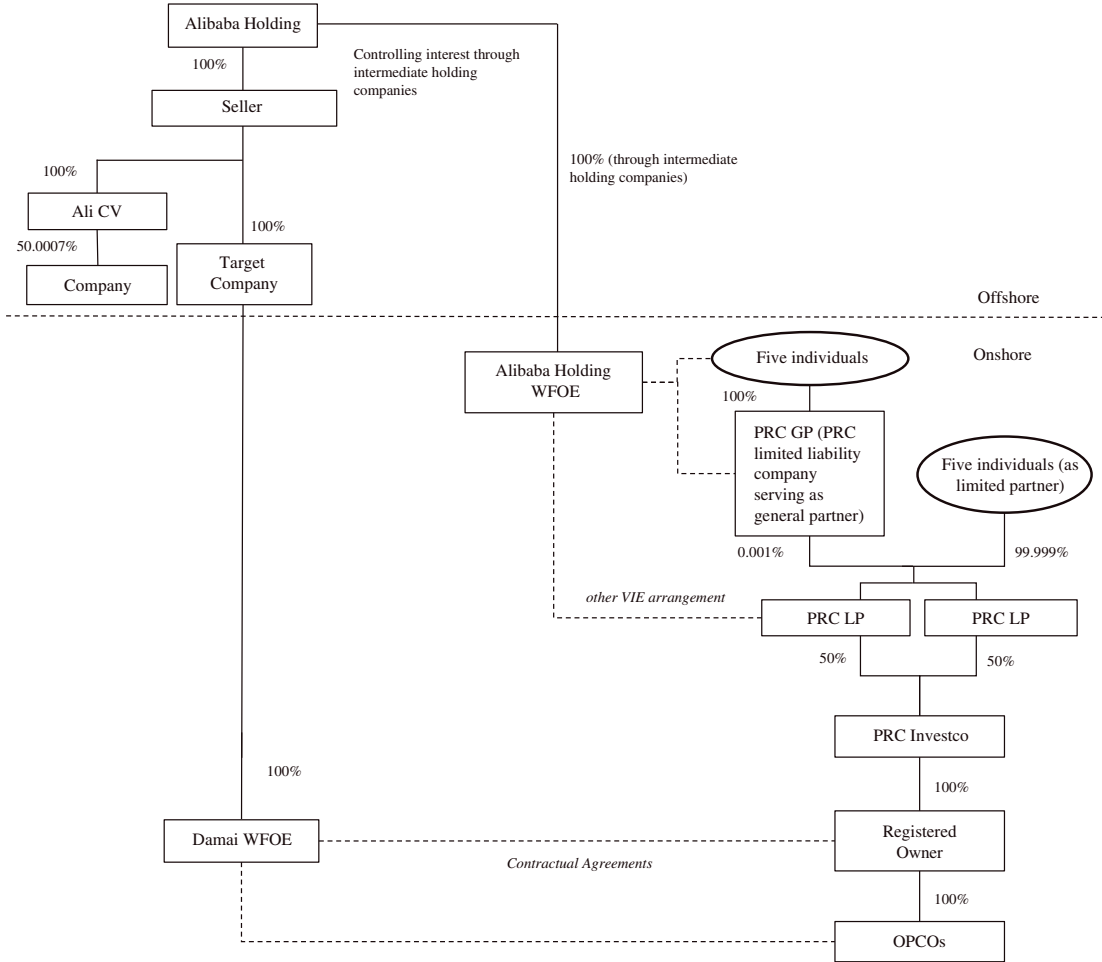 Alibaba Holding
Controlling interest through
intermediate holding
companies
100%
Seller
100%
100% (through intermediate
holding companies)
Ali CV
100%
50.0007%
Target
Company
Company
Offshore
Five individuals
Onshore
Alibaba Holding
WFOE
100%
PRC GP (PRC
limited liability
company
serving as
general partner)
Five individuals (as
limited partner)
0.001%
99.999%
other VIE arrangement
PRC LP
PRC LP
50%
50%
PRC Investco
100%
100%
Damai WFOE
Registered
Owner
Contractual Agreements
100%
OPCOs